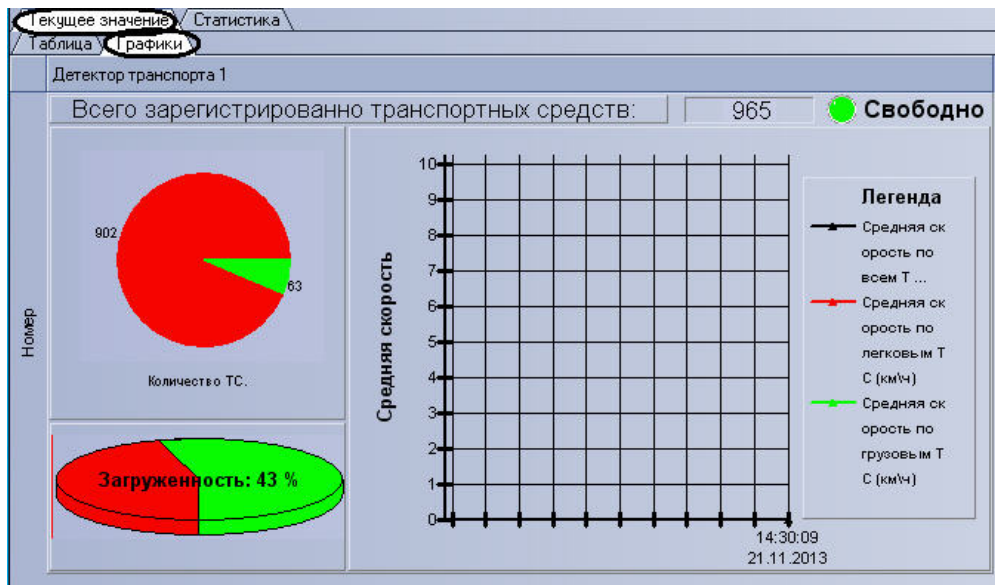 Текущее значение Статистика
Таблица Графики
Детектор транспорта 1
Всего зарегистрированно транспортных средств: 965 Свободно
Номер
902
63
Количество ТС.
Загруженность: 43 %
Средняя скорость
10
9
8
7
6
5
4
3
2
1
0
14:30:09
21.11.2013
Легенда
Средняя ск
орость по
всем Т ...
Средняя ск
орость по
легковым Т
С (км\ч)
Средняя ск
орость по
грузовым Т
С (км\ч)